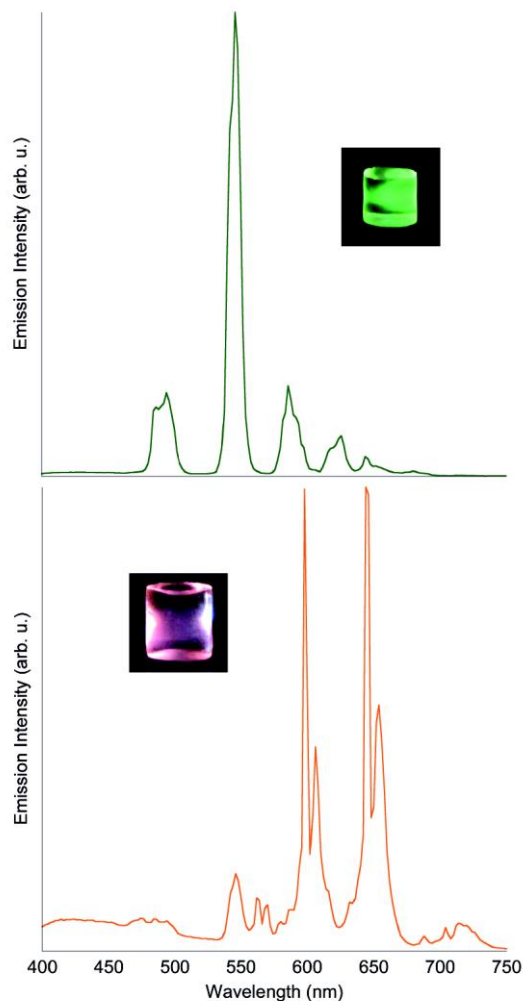 Emission Intensity (arb. u.)
Emission Intensity (arb. u.)
400 450 500 550 600 650 700 750
Wavelength (nm)